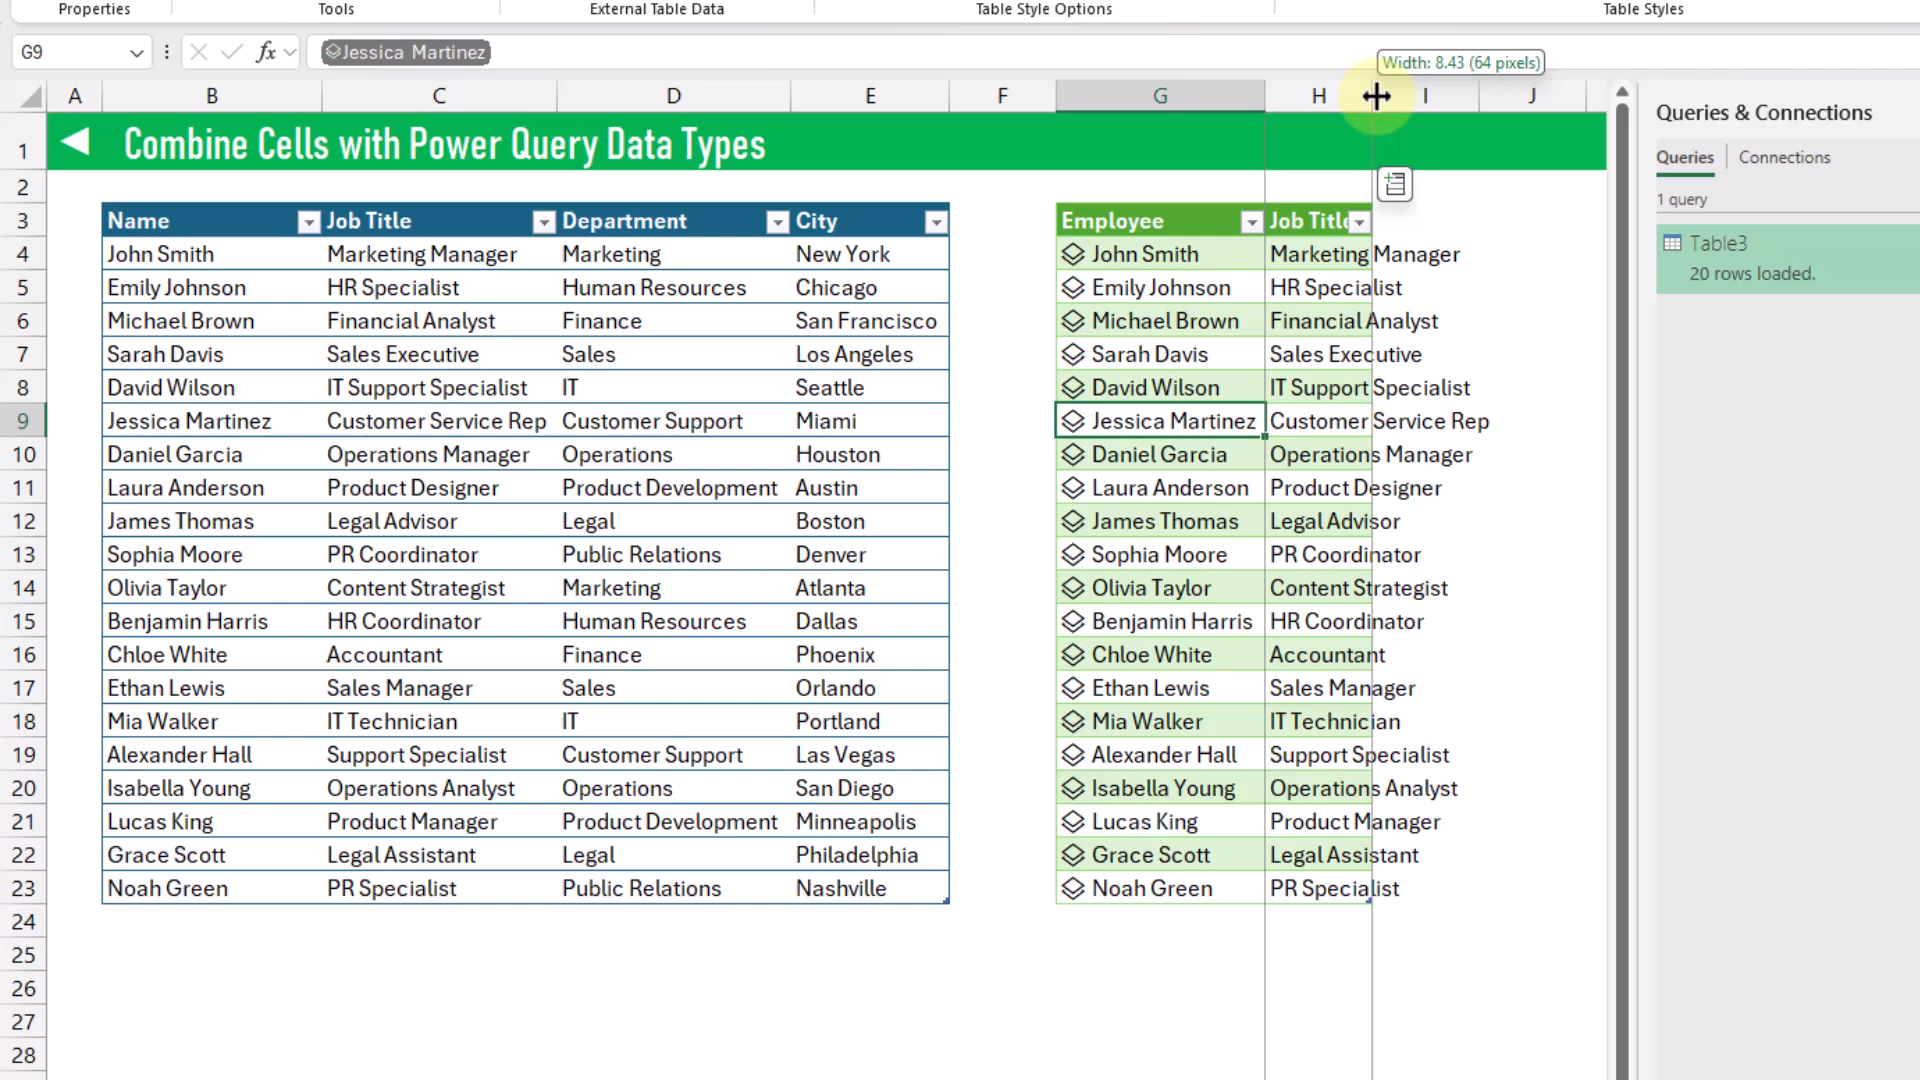 Properties Tools External Table Data Table Style Options Table Styles
G9 fx Jessica Martinez
Width: 8.43 (64 pixels)
A B C D E F G H I J
1 Combine Cells with Power Query Data Types
2
3 Name Job Title Department City Employee Job Title
4 John Smith Marketing Manager Marketing New York John Smith Marketing Manager
5 Emily Johnson HR Specialist Human Resources Chicago Emily Johnson HR Specialist
6 Michael Brown Financial Analyst Finance San Francisco Michael Brown Financial Analyst
7 Sarah Davis Sales Executive Sales Los Angeles Sarah Davis Sales Executive
8 David Wilson IT Support Specialist IT Seattle David Wilson IT Support Specialist
9 Jessica Martinez Customer Service Rep Customer Support Miami Jessica Martinez Customer Service Rep
10 Daniel Garcia Operations Manager Operations Houston Daniel Garcia Operations Manager
11 Laura Anderson Product Designer Product Development Austin Laura Anderson Product Designer
12 James Thomas Legal Advisor Legal Boston James Thomas Legal Advisor
13 Sophia Moore PR Coordinator Public Relations Denver Sophia Moore PR Coordinator
14 Olivia Taylor Content Strategist Marketing Atlanta Olivia Taylor Content Strategist
15 Benjamin Harris HR Coordinator Human Resources Dallas Benjamin Harris HR Coordinator
16 Chloe White Accountant Finance Phoenix Chloe White Accountant
17 Ethan Lewis Sales Manager Sales Orlando Ethan Lewis Sales Manager
18 Mia Walker IT Technician IT Portland Mia Walker IT Technician
19 Alexander Hall Support Specialist Customer Support Las Vegas Alexander Hall Support Specialist
20 Isabella Young Operations Analyst Operations San Diego Isabella Young Operations Analyst
21 Lucas King Product Manager Product Development Minneapolis Lucas King Product Manager
22 Grace Scott Legal Assistant Legal Philadelphia Grace Scott Legal Assistant
23 Noah Green PR Specialist Public Relations Nashville Noah Green PR Specialist
24
25
26
27
28
Queries & Connections
Queries Connections
1 query
Table3
20 rows loaded.